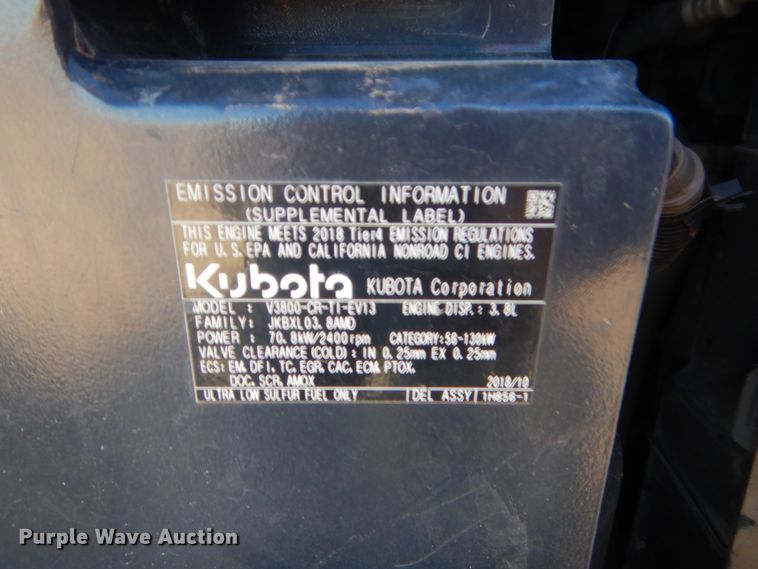 EMISSION CONTROL INFORMATION
(SUPPLEMENTAL LABEL)
THIS ENGINE MEETS 2018 Tier4 EMISSION REGULATIONS
FOR U.S. EPA AND CALIFORNIA NONROAD CI ENGINES.
Kubota KUBOTA Corporation
MODEL : V3800-CR-TI-EV13 ENGINE DISP.: 3.8L
FAMILY: JKBXL03.8AMD
POWER : 70.8kW/2400rpm CATEGORY:56-130kW
VALVE CLEARANCE(COLD): IN 0.25mm EX 0.25mm
ECS: EM, DFI, TC, EGR, CAC, ECM, PTOX,
DOC, SCR, AMOX 2018/10
ULTRA LOW SULFUR FUEL ONLY DEL ASSY 1H856-1
Purple Wave Auction